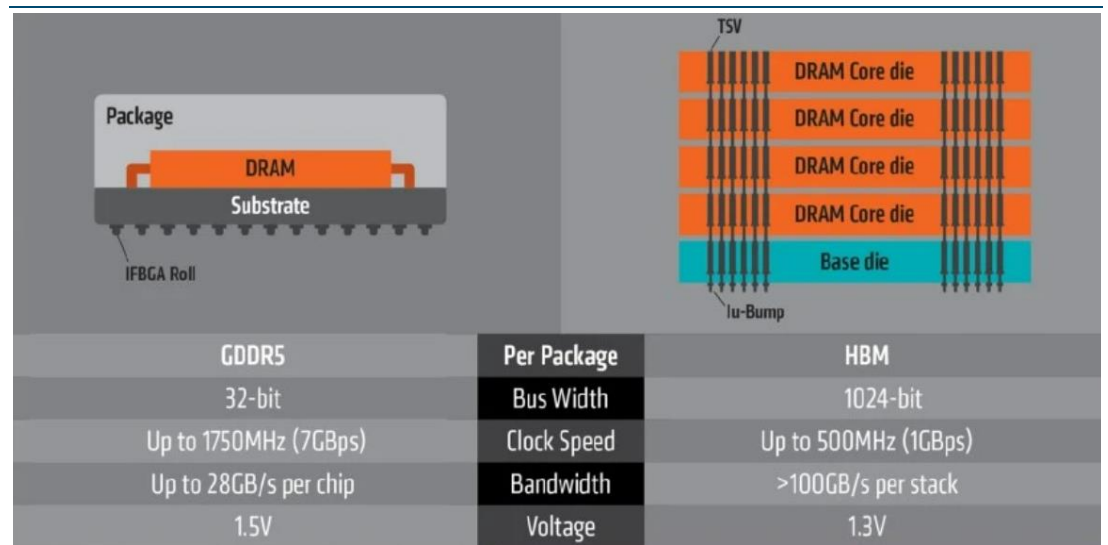 Package
DRAM
Substrate
IFBGA Roll
TSV
DRAM Core die
DRAM Core die
DRAM Core die
DRAM Core die
Base die
Iu-Bump
GDDR5 Per Package HBM
32-bit Bus Width 1024-bit
Up to 1750MHz (7GBps) Clock Speed Up to 500MHz (1GBps)
Up to 28GB/s per chip Bandwidth >100GB/s per stack
1.5V Voltage 1.3V